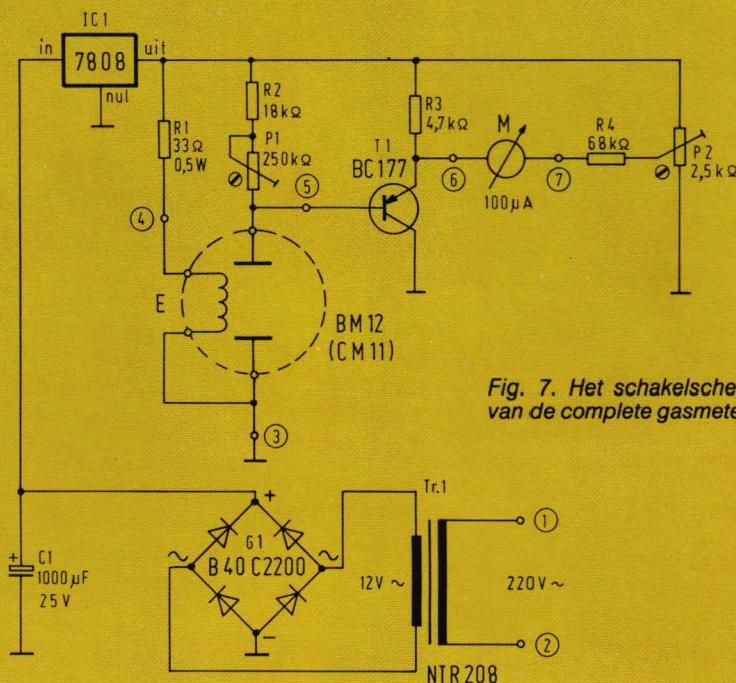 IC1
in
7808
uit
nul
R1
33Ω
0,5W
R2
18kΩ
P1
250kΩ
R3
4,7kΩ
T1
BC177
M
100µA
R4
68kΩ
P2
2,5kΩ
4
5
6
7
E
BM12
(CM11)
3
Fig. 7. Het schakelsche
van de complete gasmete
+
C1
1000µF
25V
+
~
G1
~
B40C2200
−
Tr.1
12V~
220V~
1
2
NTR208